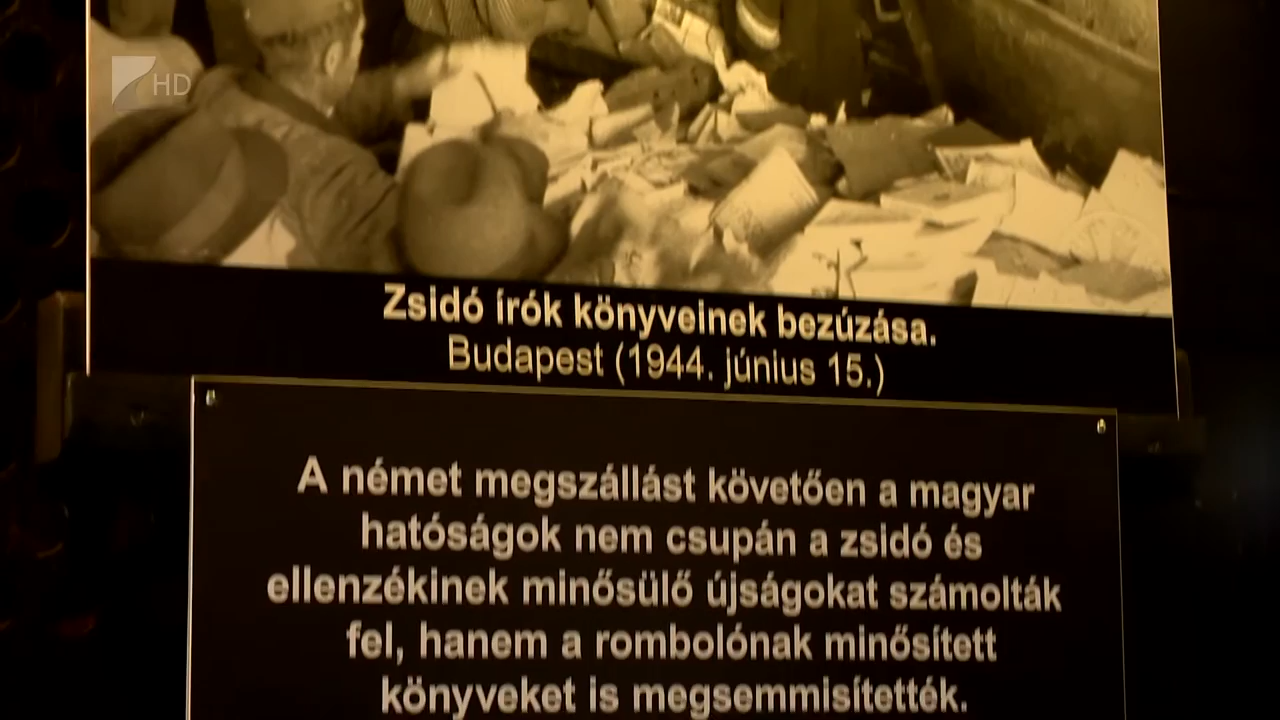 HD
Zsidó írók könyveinek bezúzása.
Budapest (1944. június 15.)
A német megszállást követően a magyar
hatóságok nem csupán a zsidó és
ellenzékinek minősülő újságokat számolták
fel, hanem a rombolónak minősített
könyveket is megsemmisítették.